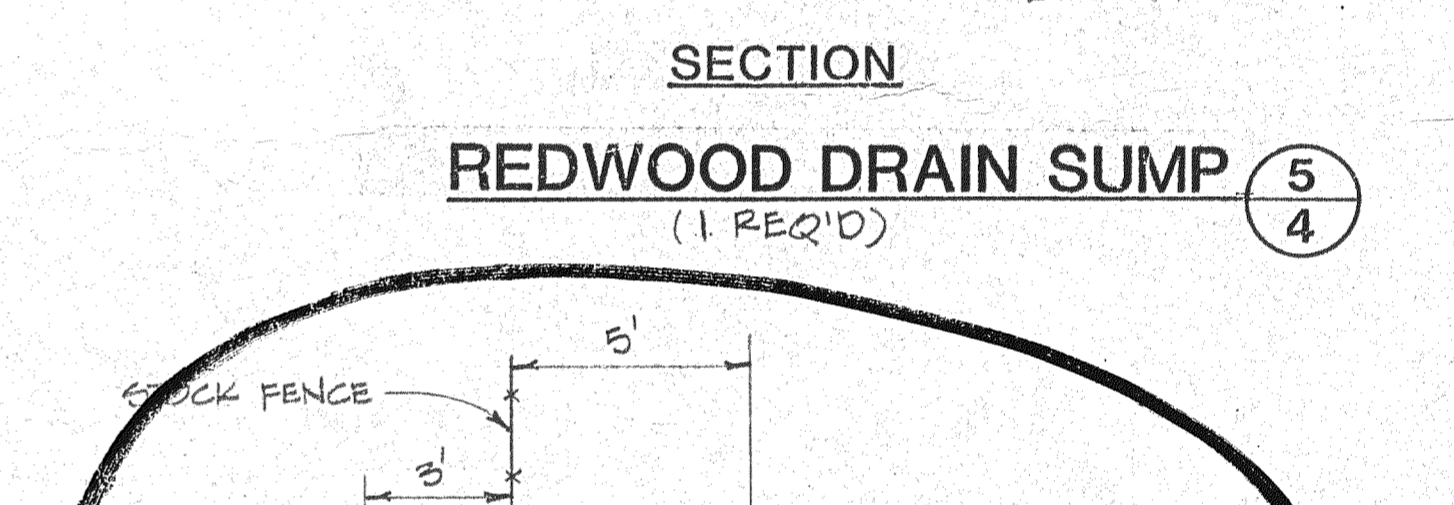 SECTION
REDWOOD DRAIN SUMP
5
4
(1 REQ'D)
5'
STOCK FENCE
3'